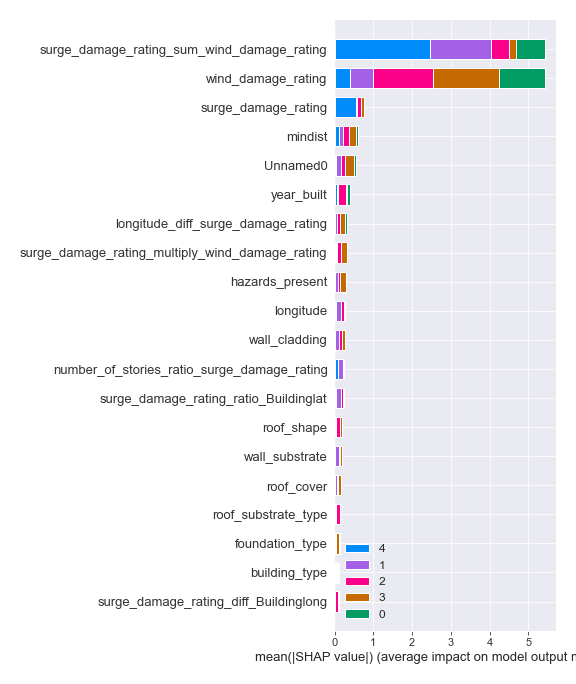 surge_damage_rating_sum_wind_damage_rating
wind_damage_rating
surge_damage_rating
mindist
Unnamed0
year_built
longitude_diff_surge_damage_rating
surge_damage_rating_multiply_wind_damage_rating
hazards_present
longitude
wall_cladding
number_of_stories_ratio_surge_damage_rating
surge_damage_rating_ratio_Buildinglat
roof_shape
wall_substrate
roof_cover
roof_substrate_type
foundation_type
building_type
surge_damage_rating_diff_Buildinglong
4
1
2
3
0
0 1 2 3 4 5
mean(|SHAP value|) (average impact on model output m